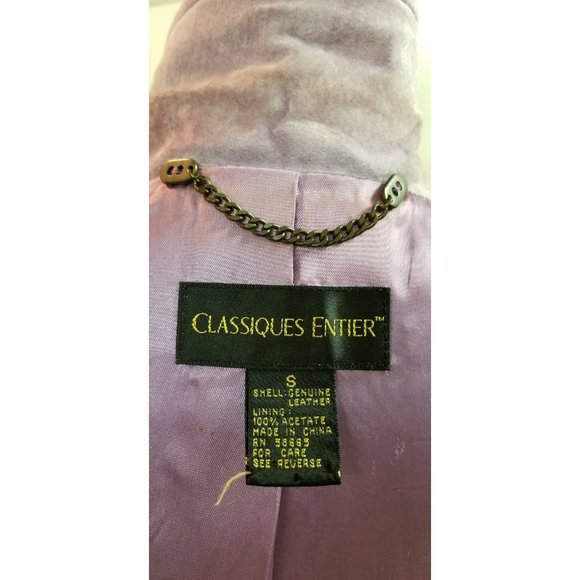 CLASSIQUES ENTIER™
S
SHELL: GENUINE
LEATHER
LINING:
100% ACETATE
MADE IN CHINA
RN 58665
FOR CARE
SEE REVERSE